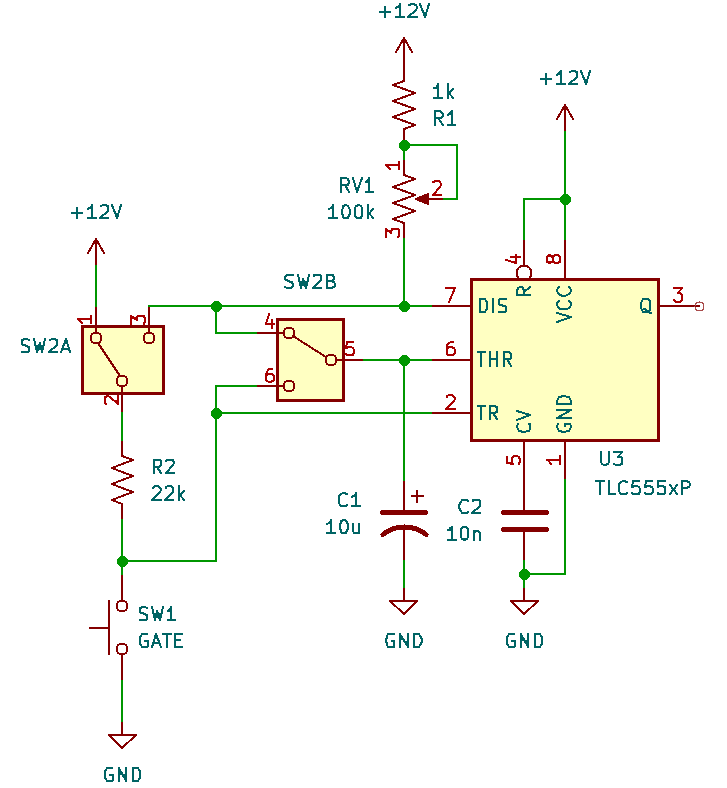 +12V
1k
R1
+12V
1
RV1
2
100k
3
+12V
SW2B
4
8
R
VCC
1
3
4
7
DIS
Q
3
SW2A
5
6
THR
6
2
2
TR
CV
GND
5
1
U3
TLC555xP
R2
22k
C1
+
10u
C2
10n
SW1
GATE
GND
GND
GND